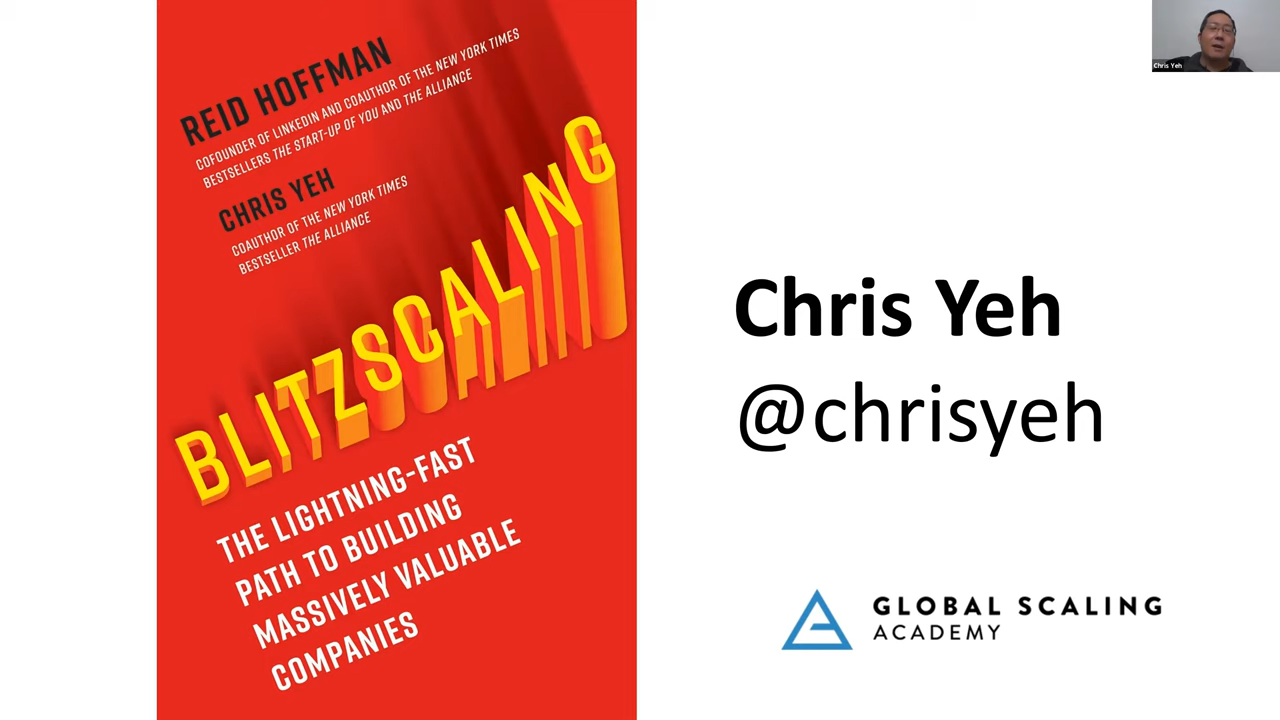 REID HOFFMAN
COFOUNDER OF LINKEDIN AND COAUTHOR OF THE NEW YORK TIMES
BESTSELLERS THE START-UP OF YOU AND THE ALLIANCE
CHRIS YEH
COAUTHOR OF THE NEW YORK TIMES
BESTSELLER THE ALLIANCE
BLITZSCALING
THE LIGHTNING-FAST
PATH TO BUILDING
MASSIVELY VALUABLE
COMPANIES
Chris Yeh
Chris Yeh
@chrisyeh
GLOBAL SCALING
ACADEMY